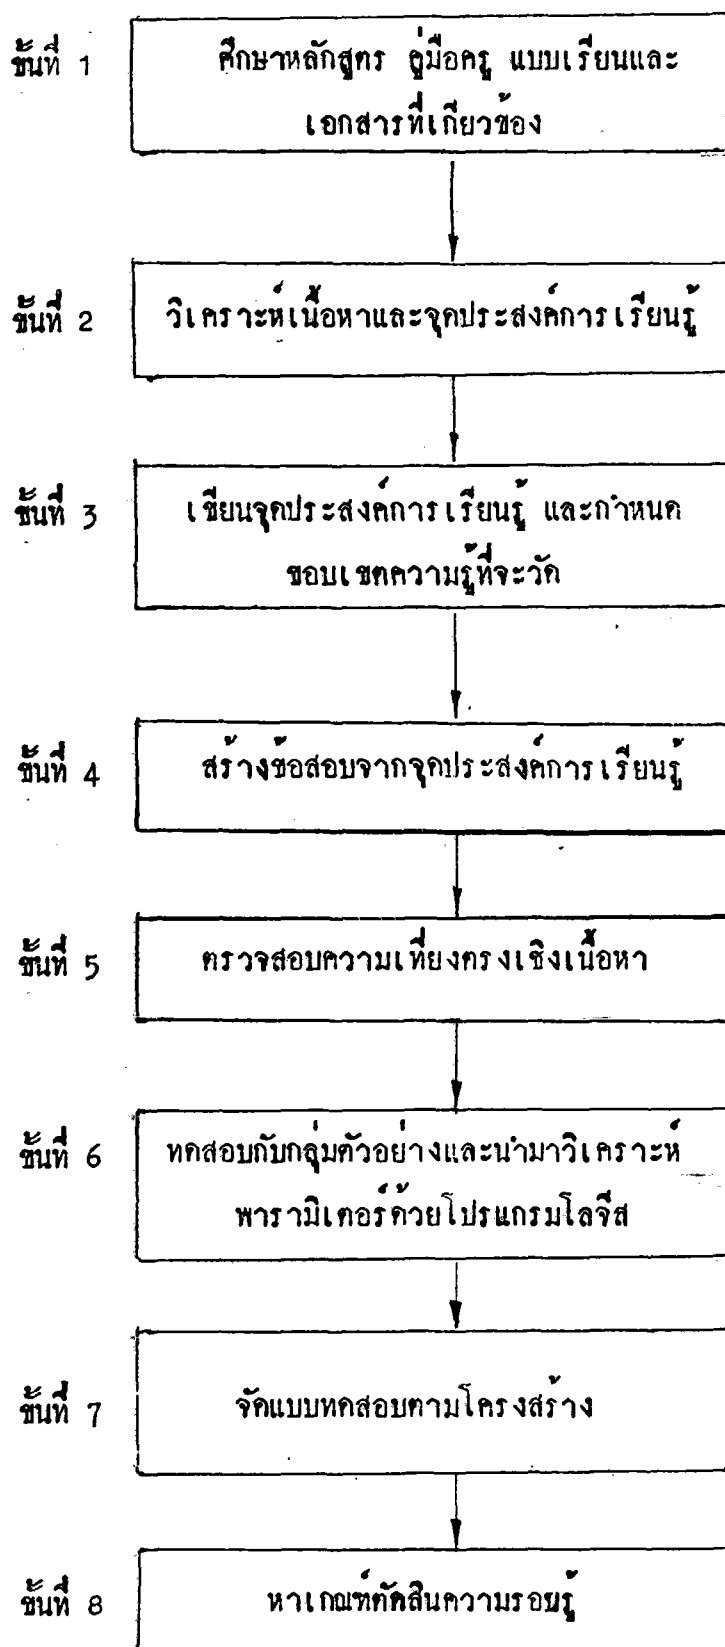 ขั้นที่ 1
ศึกษาหลักสูตร คู่มือครู แบบเรียนและ
เอกสารที่เกี่ยวข้อง
ขั้นที่ 2
วิเคราะห์เนื้อหาและจุดประสงค์การเรียนรู้
ขั้นที่ 3
เขียนจุดประสงค์การเรียนรู้ และกำหนด
ขอบเขตความรู้ที่จะวัด
ขั้นที่ 4
สร้างข้อสอบจากจุดประสงค์การเรียนรู้
ขั้นที่ 5
ตรวจสอบความเที่ยงตรงเชิงเนื้อหา
ขั้นที่ 6
ทดสอบกับกลุ่มตัวอย่างและนำมาวิเคราะห์
พารามิเตอร์ด้วยโปรแกรมโลจีส
ขั้นที่ 7
จัดแบบทดสอบตามโครงสร้าง
ขั้นที่ 8
หาเกณฑ์ตัดสินความรอบรู้